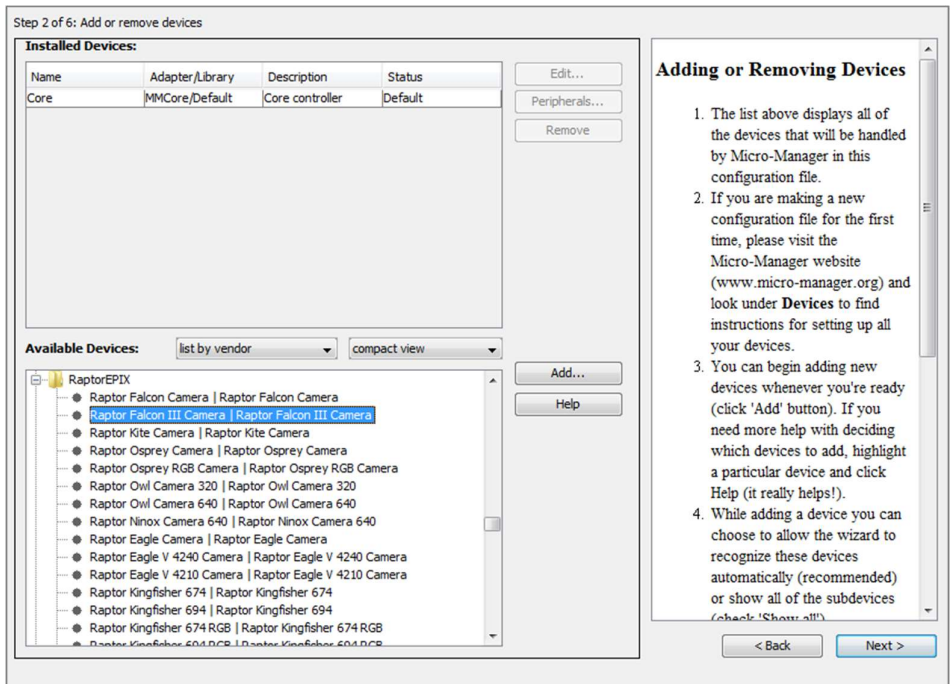 Step 2 of 6: Add or remove devices
Installed Devices:
Name Adapter/Library Description Status
Core MMCore/Default Core controller Default
Edit...
Peripherals...
Remove
Available Devices: list by vendor compact view
RaptorEPIX
Raptor Falcon Camera | Raptor Falcon Camera
Raptor Falcon III Camera | Raptor Falcon III Camera
Raptor Kite Camera | Raptor Kite Camera
Raptor Osprey Camera | Raptor Osprey Camera
Raptor Osprey RGB Camera | Raptor Osprey RGB Camera
Raptor Owl Camera 320 | Raptor Owl Camera 320
Raptor Owl Camera 640 | Raptor Owl Camera 640
Raptor Ninox Camera 640 | Raptor Ninox Camera 640
Raptor Eagle Camera | Raptor Eagle Camera
Raptor Eagle V 4240 Camera | Raptor Eagle V 4240 Camera
Raptor Eagle V 4210 Camera | Raptor Eagle V 4210 Camera
Raptor Kingfisher 674 | Raptor Kingfisher 674
Raptor Kingfisher 694 | Raptor Kingfisher 694
Raptor Kingfisher 674 RGB | Raptor Kingfisher 674 RGB
Raptor Kingfisher 694 RGB | Raptor Kingfisher 694 RGB
Add...
Help
Adding or Removing Devices
1. The list above displays all of
the devices that will be handled
by Micro-Manager in this
configuration file.
2. If you are making a new
configuration file for the first
time, please visit the
Micro-Manager website
(www.micro-manager.org) and
look under Devices to find
instructions for setting up all
your devices.
3. You can begin adding new
devices whenever you're ready
(click 'Add' button). If you
need more help with deciding
which devices to add, highlight
a particular device and click
Help (it really helps!).
4. While adding a device you can
choose to allow the wizard to
recognize these devices
automatically (recommended)
or show all of the subdevices
(check 'Show all')
< Back
Next >